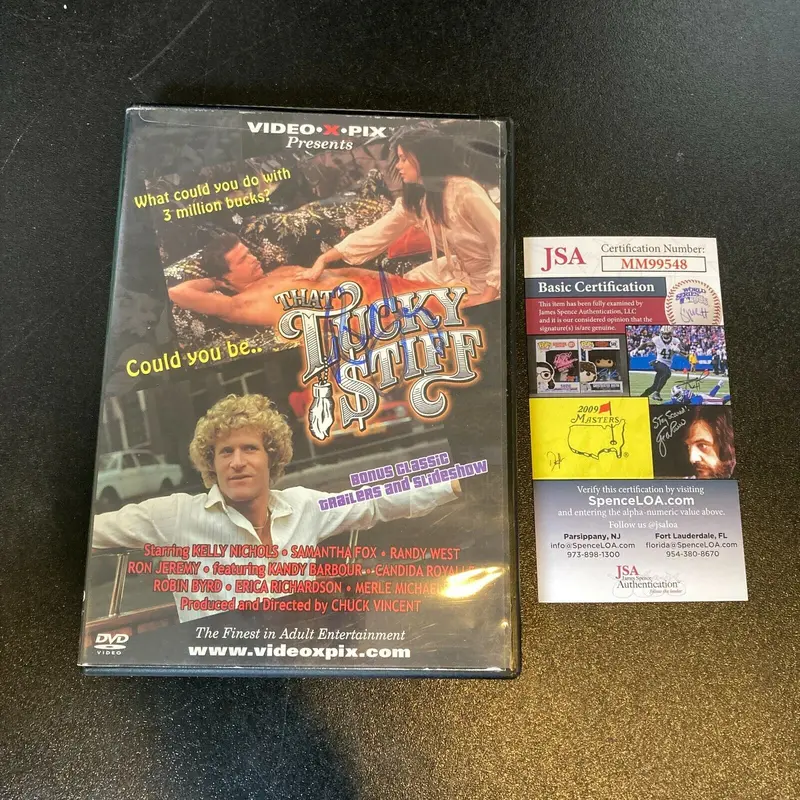 VIDEO•X•PIX™
Presents
What could you do with
3 million bucks?
THAT
LUCKY
$TIFF
Could you be..
BONUS CLASSIC
TRAILERS AND SLIDESHOW
Starring KELLY NICHOLS • SAMANTHA FOX • RANDY WEST
RON JEREMY • featuring KANDY BARBOUR • CANDIDA ROYALLE
ROBIN BYRD • ERICA RICHARDSON • MERLE MICHAEL
Produced and Directed by CHUCK VINCENT
The Finest in Adult Entertainment
www.videoxpix.com
DVD
VIDEO
JSA
Certification Number:
MM99548
Basic Certification
This item has been fully examined by
James Spence Authentication, LLC
and it is our considered opinion that the
signature(s) is/are genuine.
2009
MASTERS
Verify this certification by visiting
SpenceLOA.com
and entering the alpha-numeric value above.
Follow us @jsaloa
Parsippany, NJ
info@SpenceLOA.com
973-898-1300
Fort Lauderdale, FL
florida@SpenceLOA.com
954-380-8670
JSA
James Spence
Authentication